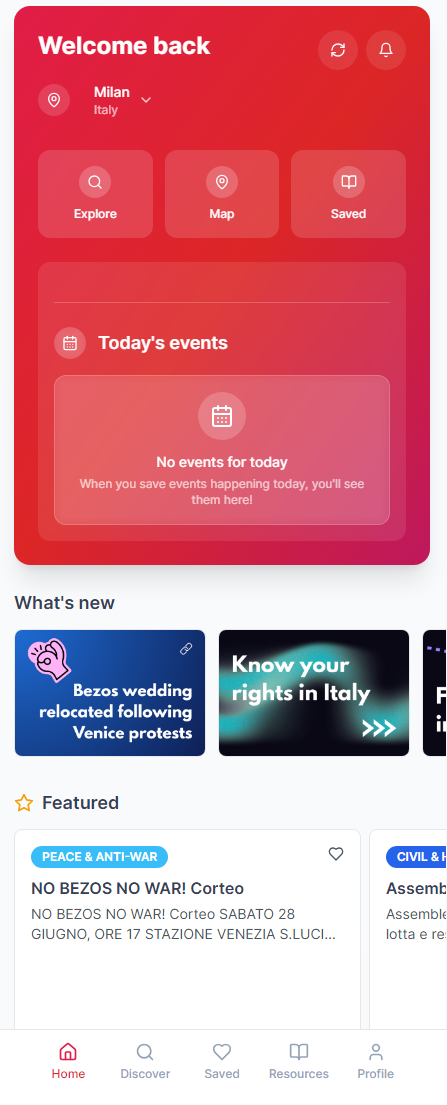 Welcome back
Milan
Italy
Explore
Map
Saved
Today's events
No events for today
When you save events happening today, you'll see
them here!
What's new
Bezos wedding
relocated following
Venice protests
Know your
rights in Italy
F
i
Featured
PEACE & ANTI-WAR
NO BEZOS NO WAR! Corteo
NO BEZOS NO WAR! Corteo SABATO 28
GIUGNO, ORE 17 STAZIONE VENEZIA S.LUCI...
CIVIL &
Assemb
Assemble
lotta e re
Home
Discover
Saved
Resources
Profile